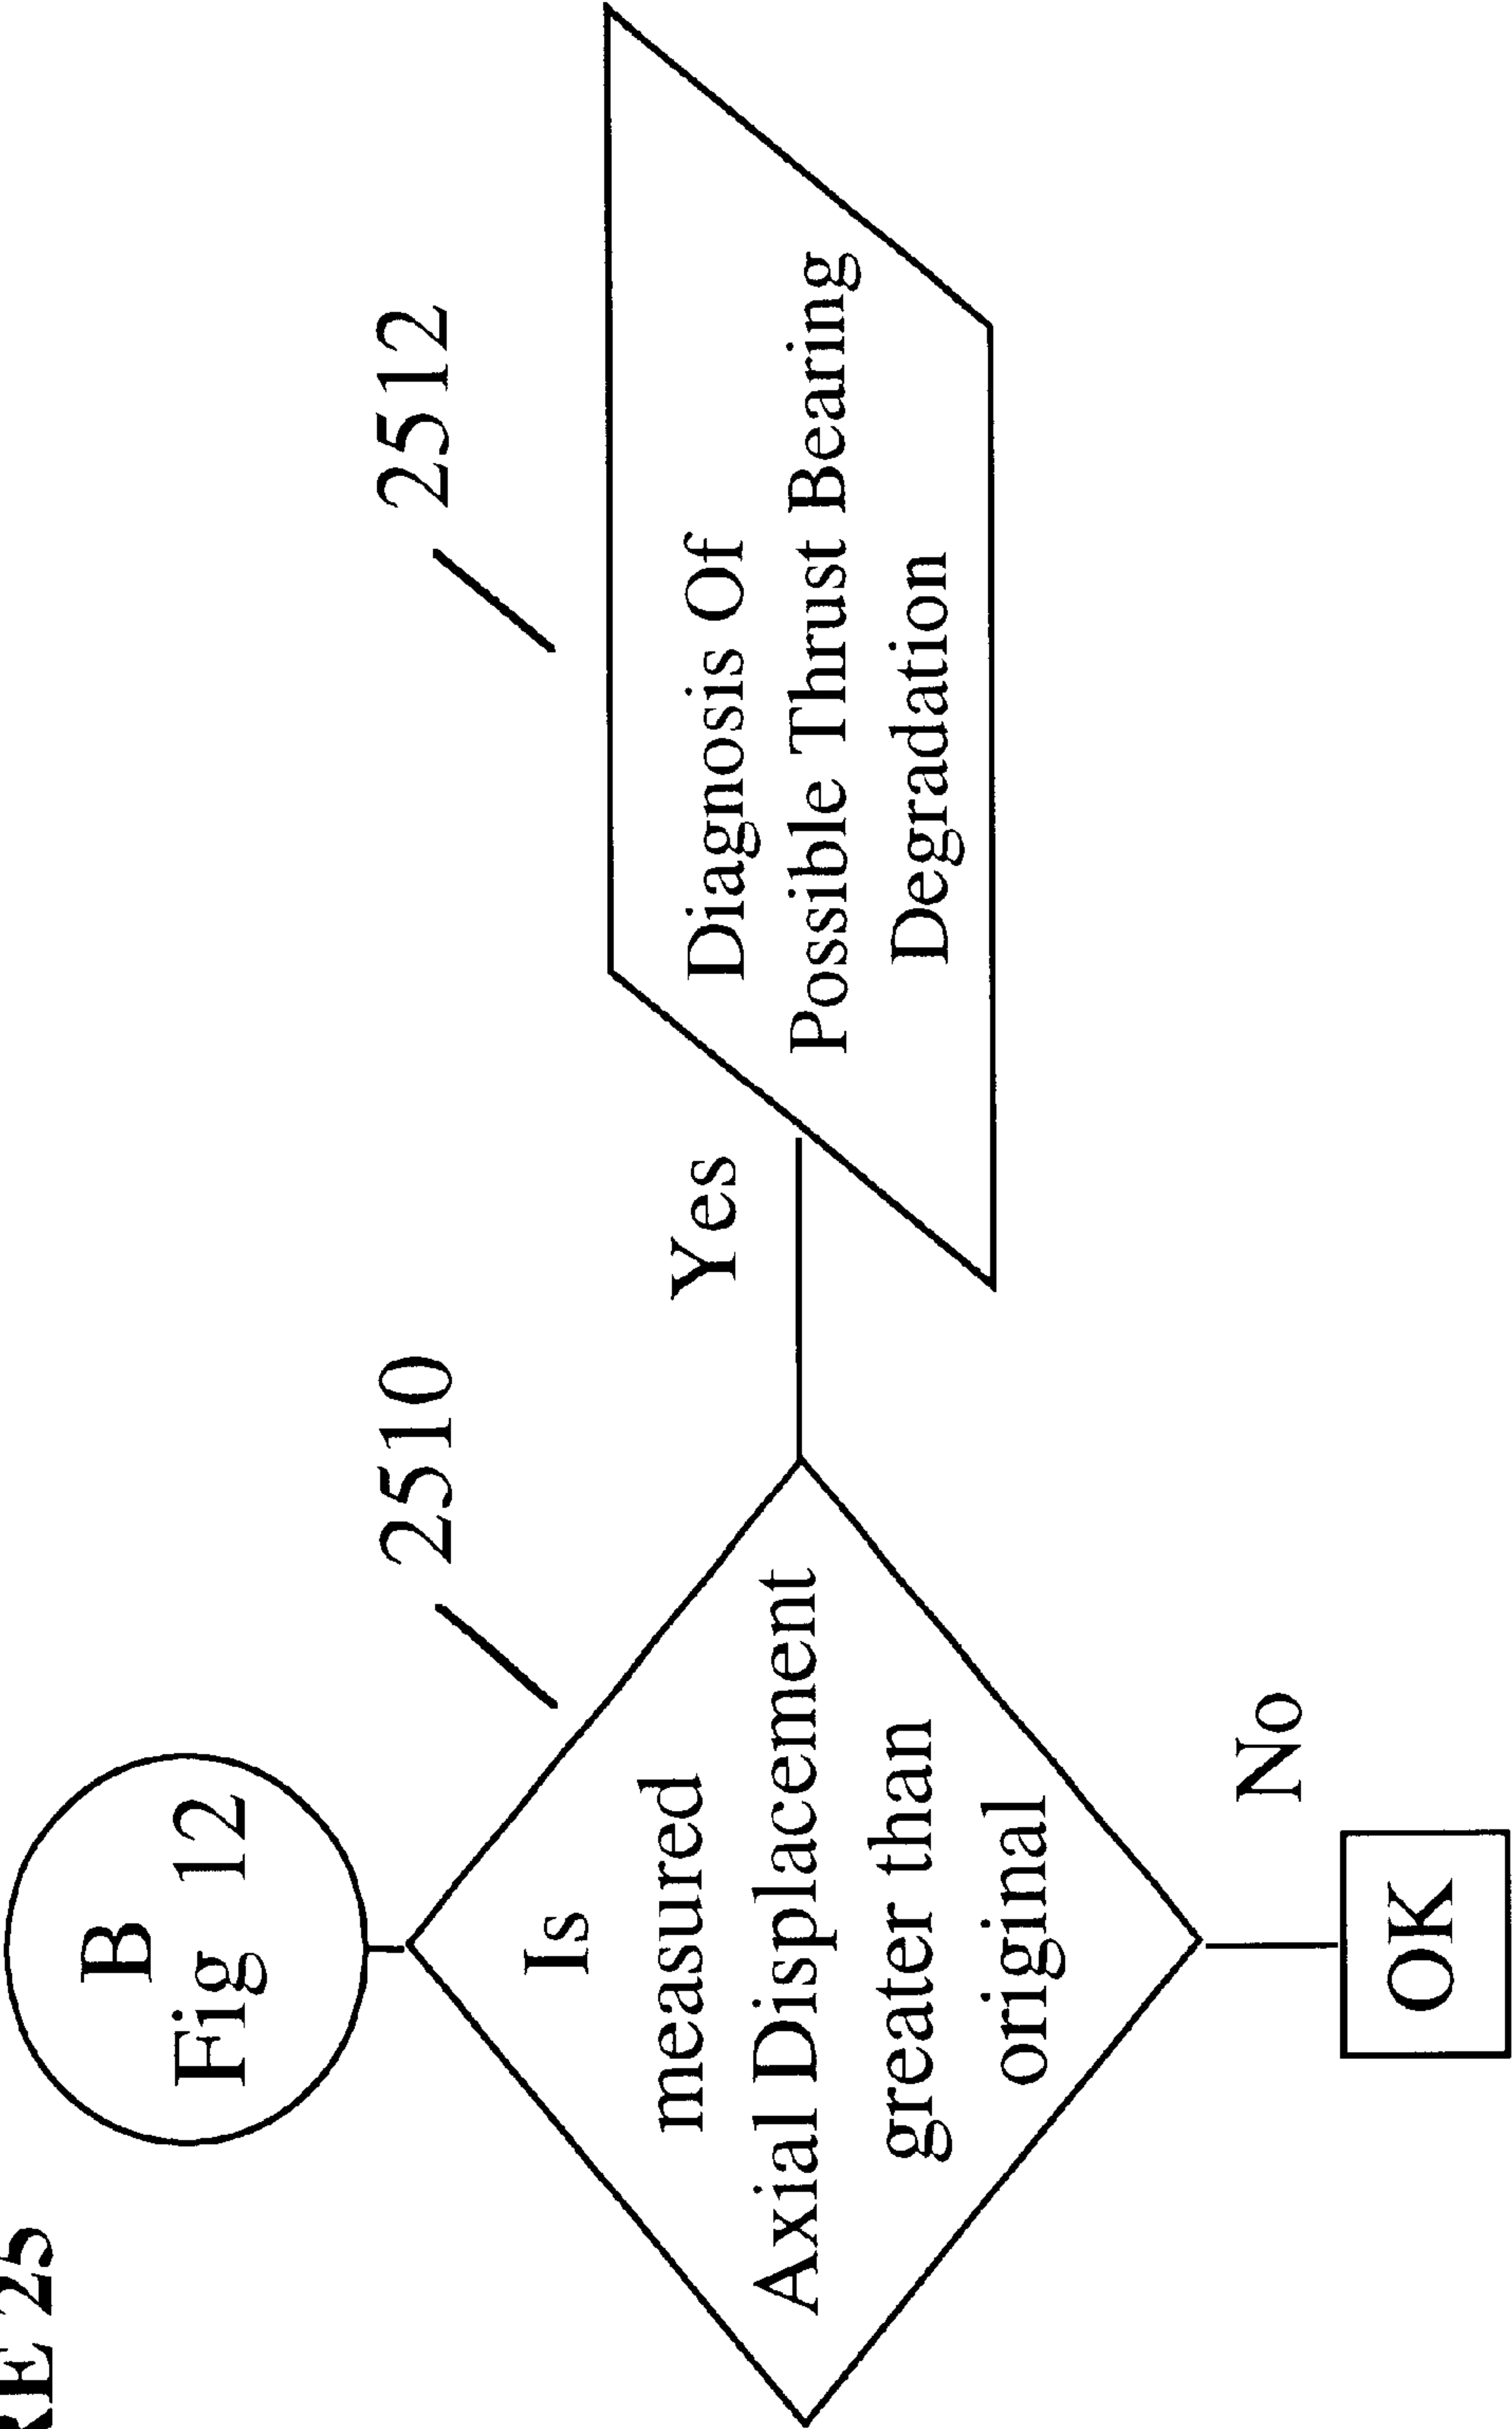 B
Fig 12
2510
Is
measured
Axial Displacement
greater than
original
Yes
2512
Diagnosis Of
Possible Thrust Bearing
Degradation
No
OK
25